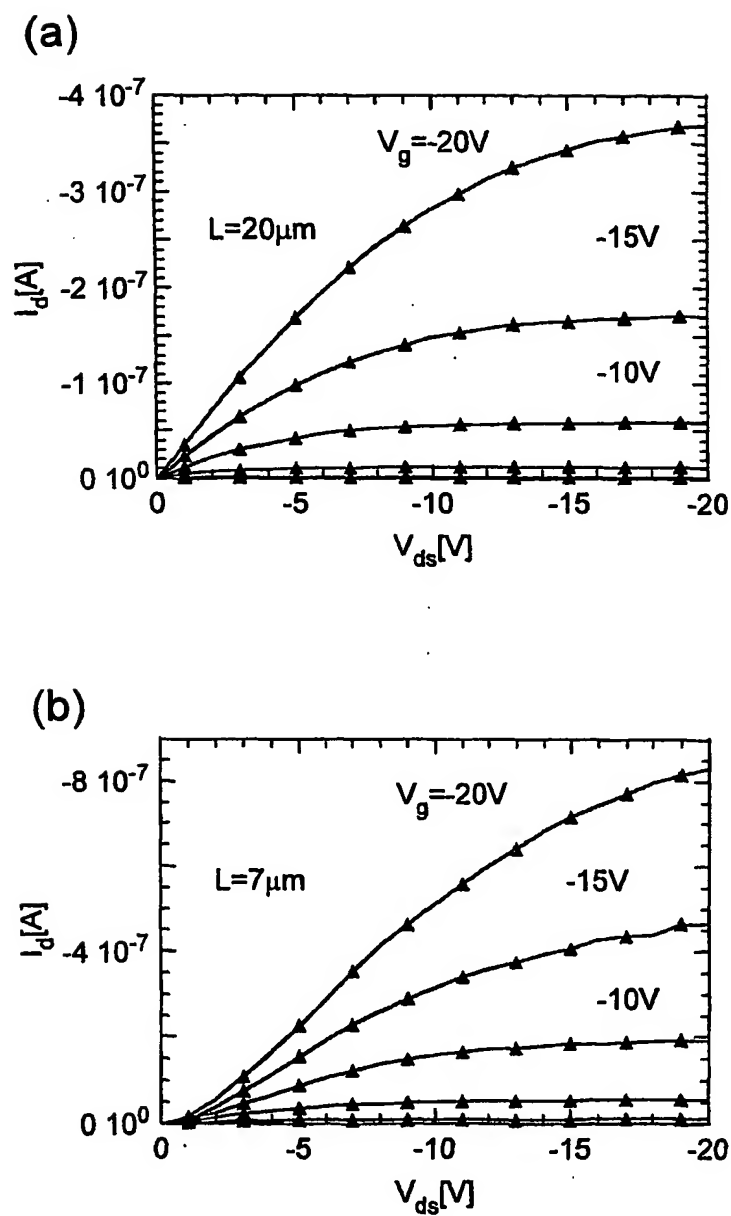 (a)
-4 10⁻⁷
V_g=-20V
-3 10⁻⁷
L=20μm
-15V
-2 10⁻⁷
I_d[A]
-10V
-1 10⁻⁷
0 10⁰
0 -5 -10 -15 -20
V_ds[V]
(b)
-8 10⁻⁷
V_g=-20V
L=7μm
-15V
I_d[A]
-4 10⁻⁷
-10V
0 10⁰
0 -5 -10 -15 -20
V_ds[V]